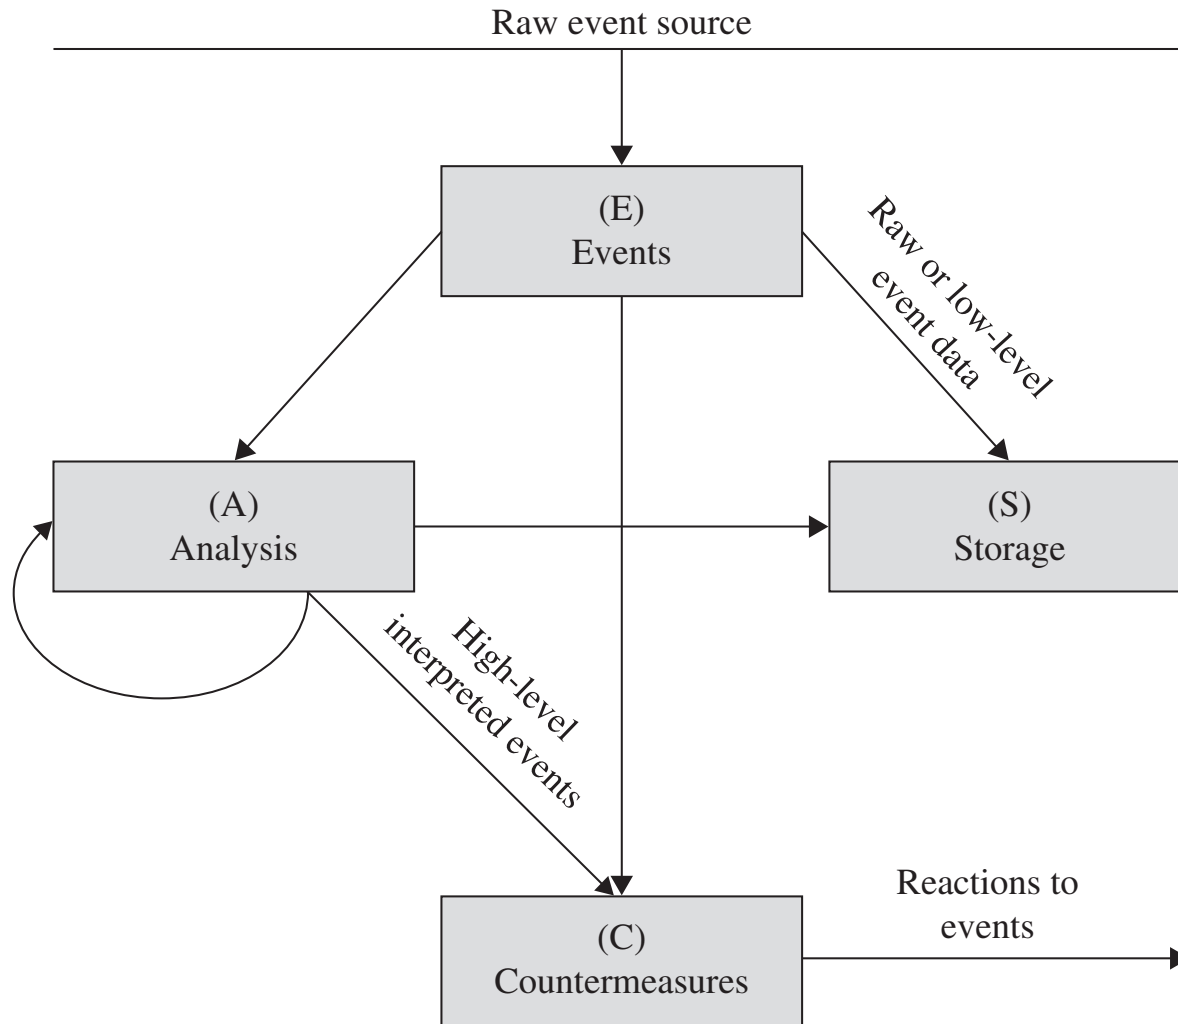 Raw event source
(E)
Events
Raw or low-level
event data
(A)
Analysis
(S)
Storage
High-level
interpreted events
(C)
Countermeasures
Reactions to
events